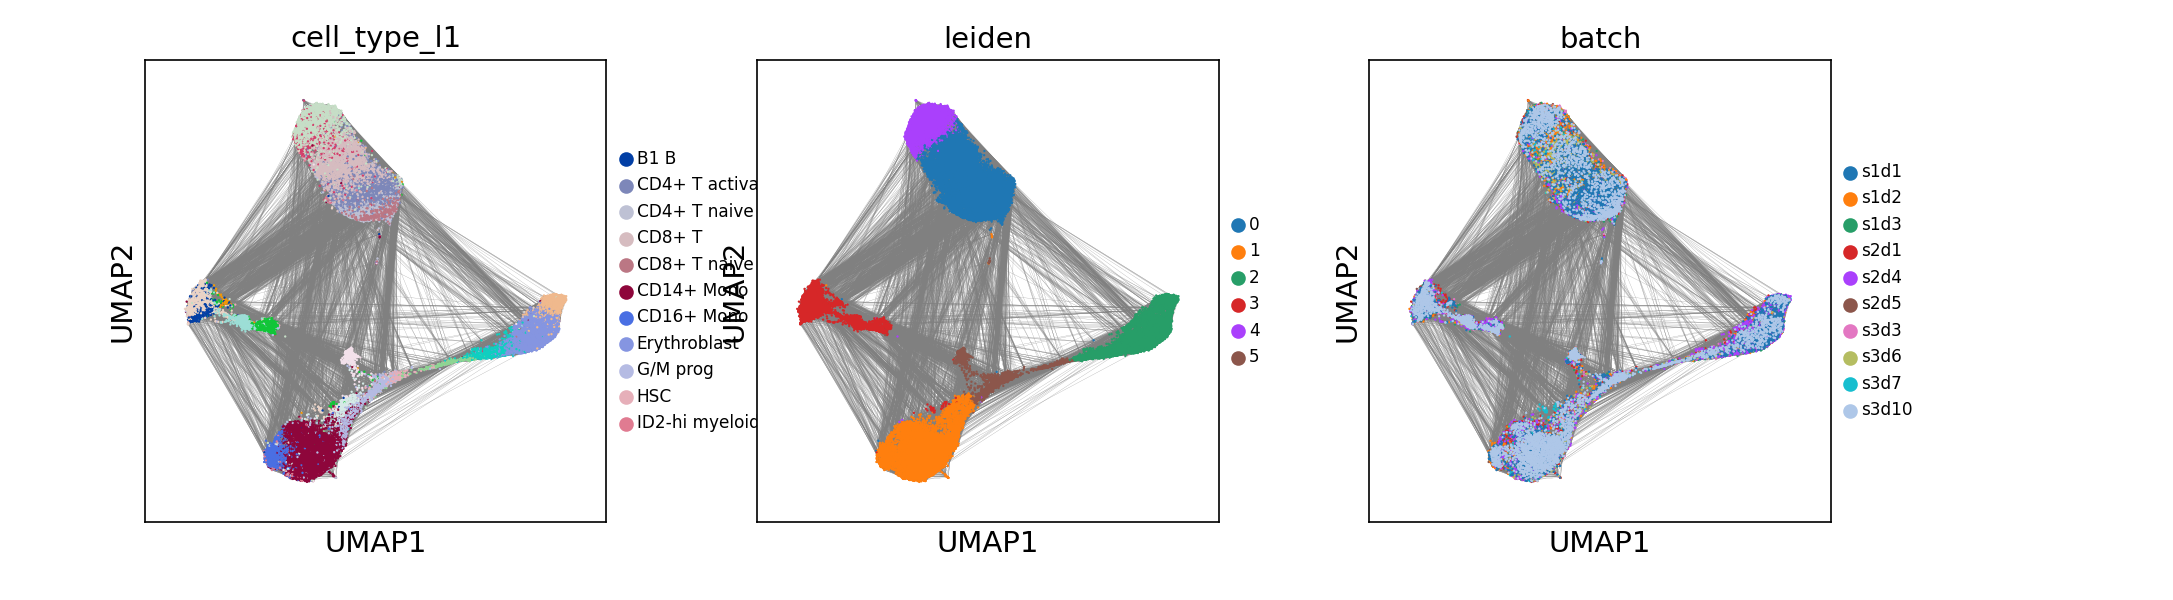 cell_type_l1
leiden
batch
UMAP2
UMAP1
B1 B
CD4+ T activa
CD4+ T naive
CD8+ T
CD8+ T naive
CD14+ Mono
CD16+ Mono
Erythroblast
G/M prog
HSC
ID2-hi myeloid
UMAP2
UMAP1
0
1
2
3
4
5
UMAP2
UMAP1
s1d1
s1d2
s1d3
s2d1
s2d4
s2d5
s3d3
s3d6
s3d7
s3d10